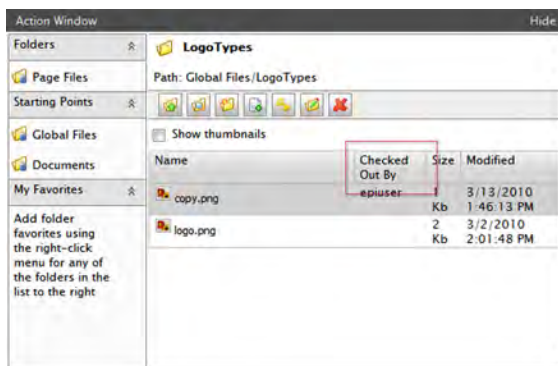 Action Window
Hide
Folders
Page Files
Starting Points
Global Files
Documents
My Favorites
Add folder
favorites using
the right-click
menu for any of
the folders in the
list to the right
LogoTypes
Path: Global Files/LogoTypes
Show thumbnails
Name
Checked
Out By
Size
Modified
copy.png
epiuser
1
Kb
3/13/2010
1:46:13 PM
logo.png
2
Kb
3/2/2010
2:01:48 PM